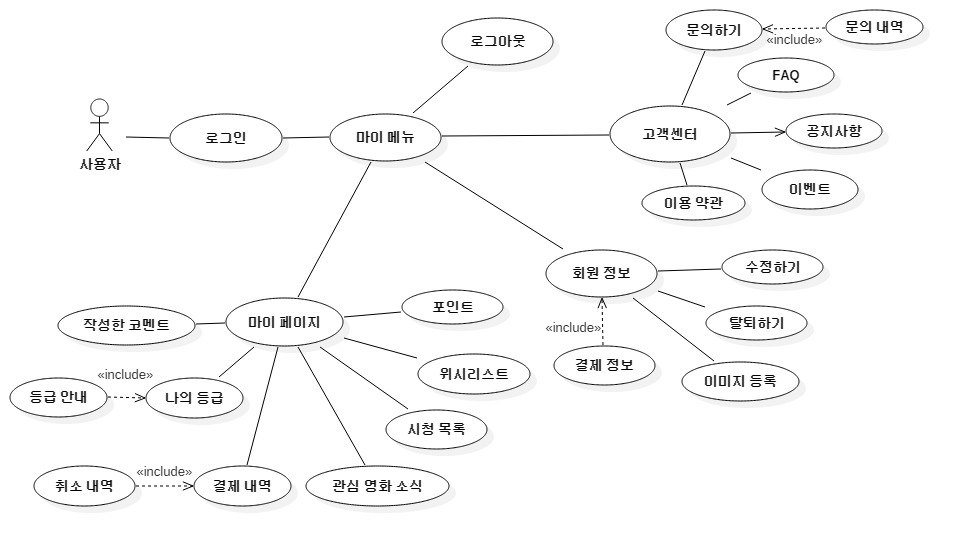 로그아웃
문의하기
«include»
문의 내역
FAQ
사용자
로그인
마이 메뉴
고객센터
공지사항
이벤트
이용 약관
회원 정보
수정하기
탈퇴하기
이미지 등록
«include»
결제 정보
작성한 코멘트
마이 페이지
포인트
위시리스트
시청 목록
«include»
등급 안내
나의 등급
«include»
취소 내역
결제 내역
관심 영화 소식